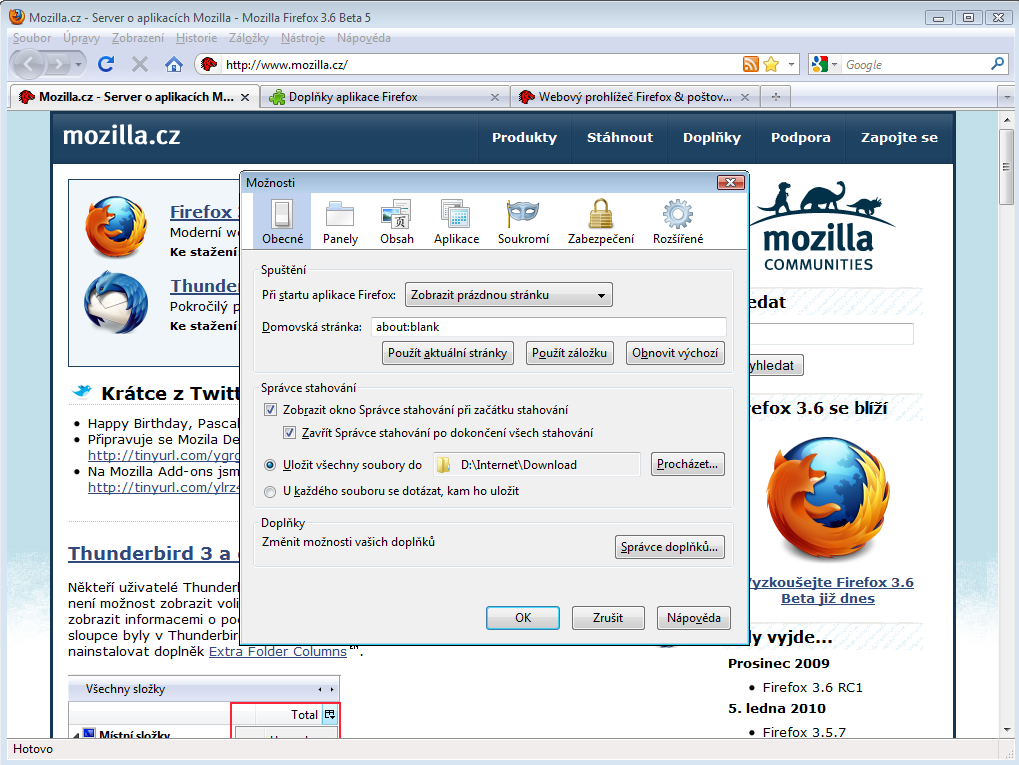 Mozilla.cz - Server o aplikacích Mozilla - Mozilla Firefox 3.6 Beta 5
Soubor Úpravy Zobrazení Historie Záložky Nástroje Nápověda
http://www.mozilla.cz/
Google
Mozilla.cz - Server o aplikacích M...
Doplňky aplikace Firefox
Webový prohlížeč Firefox & poštov...
mozilla.cz
Produkty Stáhnout Doplňky Podpora Zapojte se
Firefox
Moderní
Ke stažení
Thunde
Pokročilý
Ke stažení
Krátce z Twitt
Happy Birthday, Pascal
Připravuje se Mozila De
http://tinyurl.com/ygro
Na Mozilla Add-ons jsm
http://tinyurl.com/ylrz4
Thunderbird 3 a
Někteří uživatelé Thunderb
není možnost zobrazit voli
zobrazit informacemi o po
sloupce byly v Thunderbir
nainstalovat doplněk Extra Folder Columns.
Všechny složky
Total
Místní složky
Možnosti
Obecné Panely Obsah Aplikace Soukromí Zabezpečení Rozšířené
Spuštění
Při startu aplikace Firefox: Zobrazit prázdnou stránku
Domovská stránka: about:blank
Použít aktuální stránky Použít záložku Obnovit výchozí
Správce stahování
Zobrazit okno Správce stahování při začátku stahování
Zavřít Správce stahování po dokončení všech stahování
Uložit všechny soubory do D:\Internet\Download Procházet...
U každého souboru se dotázat, kam ho uložit
Doplňky
Změnit možnosti vašich doplňků
Správce doplňků...
OK Zrušit Nápověda
mozilla
COMMUNITIES
edat
yhledat
efox 3.6 se blíží
yzkoušejte Firefox 3.6
Beta již dnes
dy vyjde...
Prosinec 2009
Firefox 3.6 RC1
5. ledna 2010
Firefox 3.5.7
Hotovo